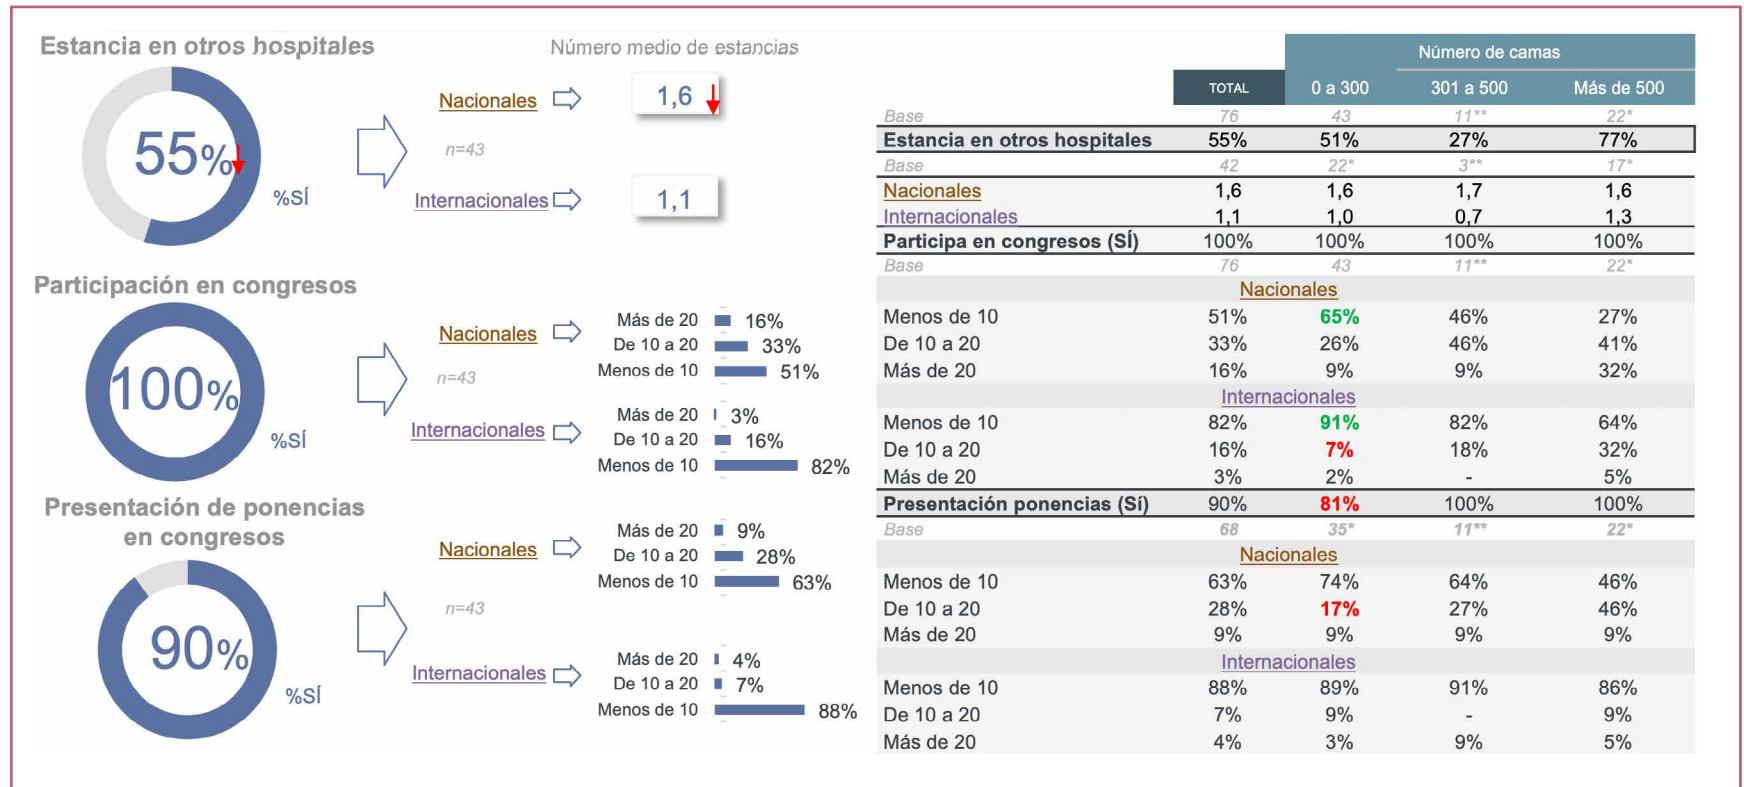 Estancia en otros hospitales
Número medio de estancias
55%
%SÍ
n=43
Nacionales
1,6
Internacionales
1,1
Participación en congresos
100%
%SÍ
n=43
Nacionales
Más de 20 16%
De 10 a 20 33%
Menos de 10 51%
Internacionales
Más de 20 3%
De 10 a 20 16%
Menos de 10 82%
Presentación de ponencias
en congresos
90%
%SÍ
n=43
Nacionales
Más de 20 9%
De 10 a 20 28%
Menos de 10 63%
Internacionales
Más de 20 4%
De 10 a 20 7%
Menos de 10 88%
Número de camas
TOTAL 0 a 300 301 a 500 Más de 500
Base 76 43 11** 22*
Estancia en otros hospitales 55% 51% 27% 77%
Base 42 22* 3** 17*
Nacionales 1,6 1,6 1,7 1,6
Internacionales 1,1 1,0 0,7 1,3
Participa en congresos (SÍ) 100% 100% 100% 100%
Base 76 43 11** 22*
Nacionales
Menos de 10 51% 65% 46% 27%
De 10 a 20 33% 26% 46% 41%
Más de 20 16% 9% 9% 32%
Internacionales
Menos de 10 82% 91% 82% 64%
De 10 a 20 16% 7% 18% 32%
Más de 20 3% 2% - 5%
Presentación ponencias (Sí) 90% 81% 100% 100%
Base 68 35* 11** 22*
Nacionales
Menos de 10 63% 74% 64% 46%
De 10 a 20 28% 17% 27% 46%
Más de 20 9% 9% 9% 9%
Internacionales
Menos de 10 88% 89% 91% 86%
De 10 a 20 7% 9% - 9%
Más de 20 4% 3% 9% 5%